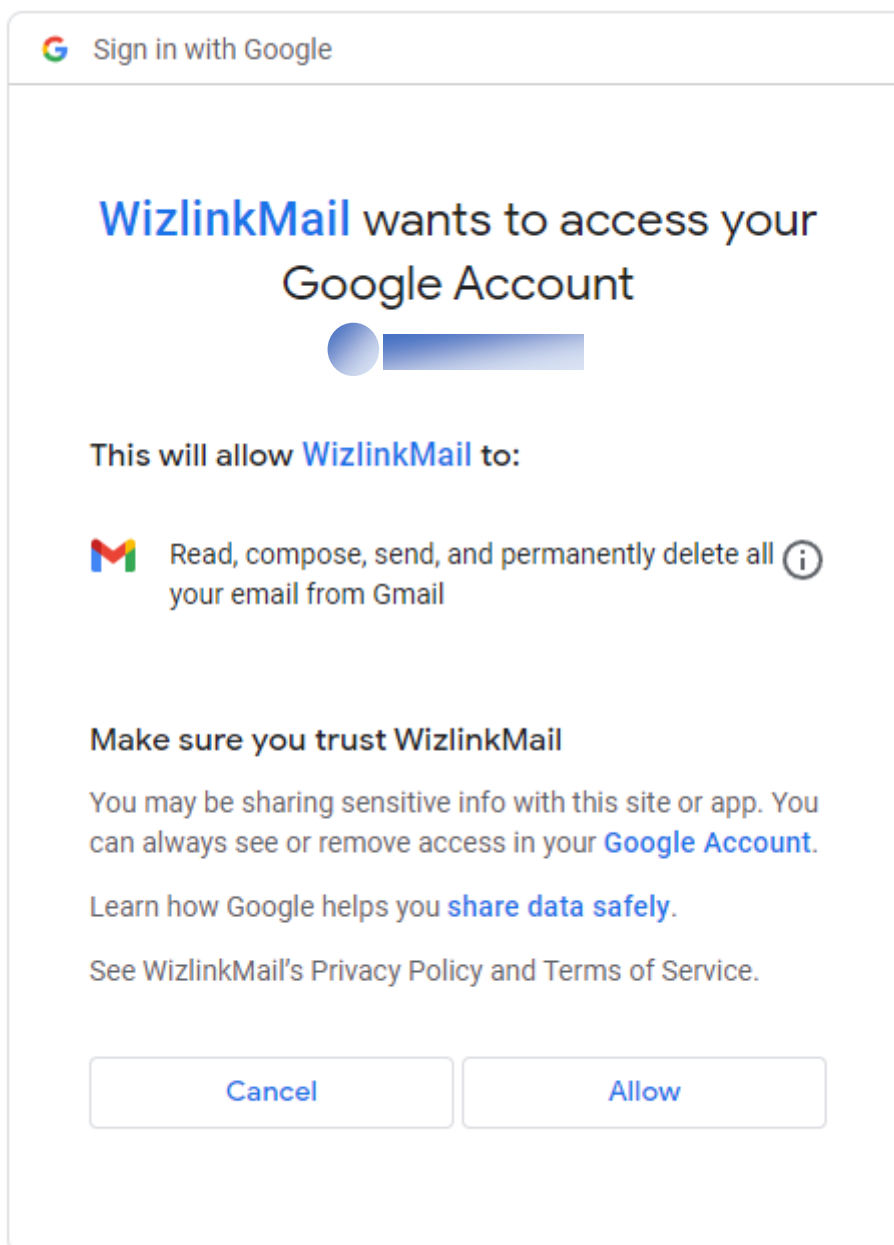 Sign in with Google
WizlinkMail wants to access your
Google Account
This will allow WizlinkMail to:
Read, compose, send, and permanently delete all
your email from Gmail
Make sure you trust WizlinkMail
You may be sharing sensitive info with this site or app. You
can always see or remove access in your Google Account.
Learn how Google helps you share data safely.
See WizlinkMail's Privacy Policy and Terms of Service.
Cancel
Allow